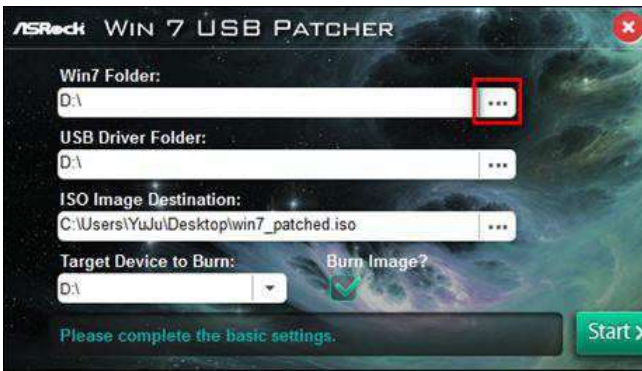 ASRock WIN 7 USB PATCHER
Win7 Folder:
D:\
...
USB Driver Folder:
D:\
...
ISO Image Destination:
C:\Users\YuJu\Desktop\win7_patched.iso
...
Target Device to Burn: Burn Image?
D:\
Please complete the basic settings.
Start